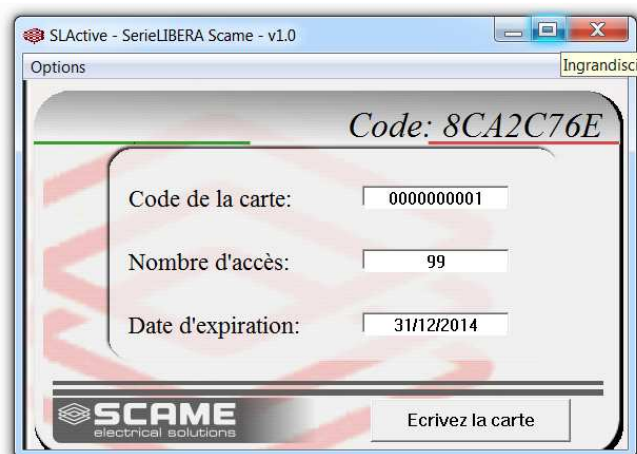 SLActive - SerieLIBERA Scame - v1.0
Options
Ingrandisci
Code: 8CA2C76E
Code de la carte: 0000000001
Nombre d'accès: 99
Date d'expiration: 31/12/2014
SCAME
electrical solutions
Ecrivez la carte